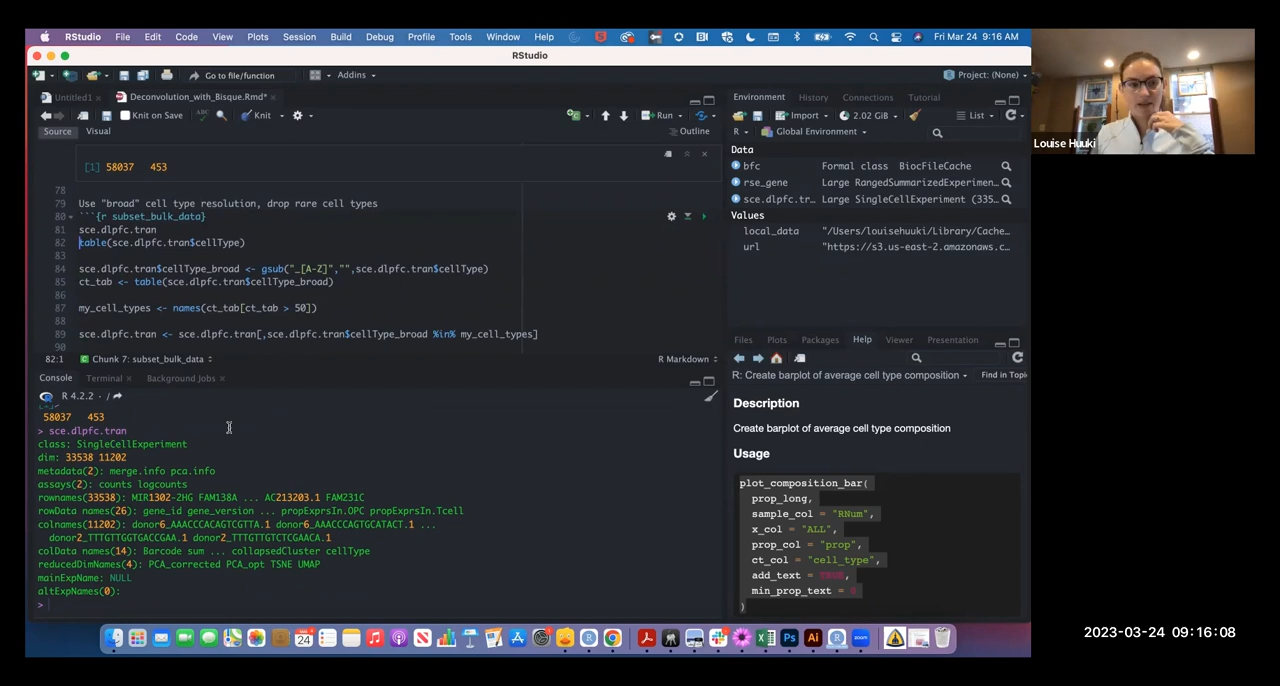 RStudio File Edit Code View Plots Session Build Debug Profile Tools Window Help Fri Mar 24 9:16 AM
RStudio
Go to file/function Addins Project: (None)
Untitled1 Deconvolution_with_Bisque.Rmd*
Knit on Save Knit Run
Source Visual Outline
[1] 58037 453
78
79 Use "broad" cell type resolution, drop rare cell types
80 ```{r subset_bulk_data}
81 sce.dlpfc.tran
82 table(sce.dlpfc.tran$cellType)
83
84 sce.dlpfc.tran$cellType_broad <- gsub("_[A-Z]","",sce.dlpfc.tran$cellType)
85 ct_tab <- table(sce.dlpfc.tran$cellType_broad)
86
87 my_cell_types <- names(ct_tab[ct_tab > 50])
88
89 sce.dlpfc.tran <- sce.dlpfc.tran[,sce.dlpfc.tran$cellType_broad %in% my_cell_types]
90
82:1 Chunk 7: subset_bulk_data R Markdown
Console Terminal Background Jobs
R 4.2.2 · /
58037 453
> sce.dlpfc.tran
class: SingleCellExperiment
dim: 33538 11202
metadata(2): merge.info pca.info
assays(2): counts logcounts
rownames(33538): MIR1302-2HG FAM138A ... AC213203.1 FAM231C
rowData names(26): gene_id gene_version ... propExprsIn.OPC propExprsIn.Tcell
colnames(11202): donor6_AAACCCACAGTCGTTA.1 donor6_AAACCCAGTGCATACT.1 ...
donor2_TTTGTTGGTGACCGAA.1 donor2_TTTGTTGTCTCGAACA.1
colData names(14): Barcode sum ... collapsedCluster cellType
reducedDimNames(4): PCA_corrected PCA_opt TSNE UMAP
mainExpName: NULL
altExpNames(0):
>
Environment History Connections Tutorial
Import 2.02 GiB List
R Global Environment
Data
bfc Formal class BiocFileCache
rse_gene Large RangedSummarizedExperimen…
sce.dlpfc.tr… Large SingleCellExperiment (335…
Values
local_data "/Users/louisehuuki/Library/Cache…
url "https://s3.us-east-2.amazonaws.c…
Files Plots Packages Help Viewer Presentation
R: Create barplot of average cell type composition Find in Topi
Description
Create barplot of average cell type composition
Usage
plot_composition_bar(
prop_long,
sample_col = "RNum",
x_col = "ALL",
prop_col = "prop",
ct_col = "cell_type",
add_text = TRUE,
min_prop_text = 0
)
Louise Huuki
2023-03-24 09:16:08